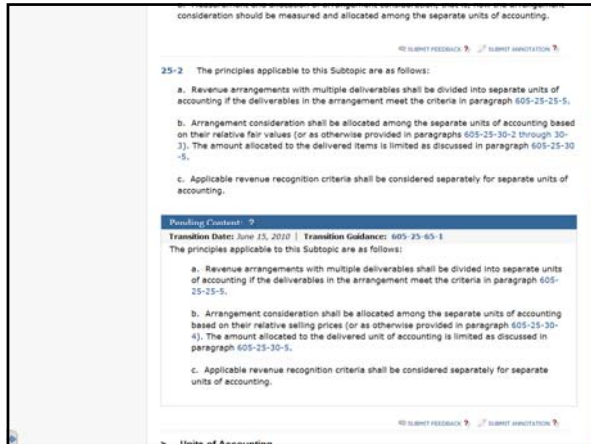 consideration should be measured and allocated among the separate units of accounting.
SUBMIT FEEDBACK ? SUBMIT ANNOTATION ?
25-2 The principles applicable to this Subtopic are as follows:
a. Revenue arrangements with multiple deliverables shall be divided into separate units of
accounting if the deliverables in the arrangement meet the criteria in paragraph 605-25-25-5.
b. Arrangement consideration shall be allocated among the separate units of accounting based
on their relative fair values (or as otherwise provided in paragraphs 605-25-30-2 through 30-
3). The amount allocated to the delivered items is limited as discussed in paragraph 605-25-30
-5.
c. Applicable revenue recognition criteria shall be considered separately for separate units of
accounting.
Pending Content: ?
Transition Date: June 15, 2010 | Transition Guidance: 605-25-65-1
The principles applicable to this Subtopic are as follows:
a. Revenue arrangements with multiple deliverables shall be divided into separate units
of accounting if the deliverables in the arrangement meet the criteria in paragraph 605-
25-25-5.
b. Arrangement consideration shall be allocated among the separate units of accounting
based on their relative selling prices (or as otherwise provided in paragraph 605-25-30-
4). The amount allocated to the delivered unit of accounting is limited as discussed in
paragraph 605-25-30-5.
c. Applicable revenue recognition criteria shall be considered separately for separate
units of accounting.
SUBMIT FEEDBACK ? SUBMIT ANNOTATION ?
> Units of Accounting